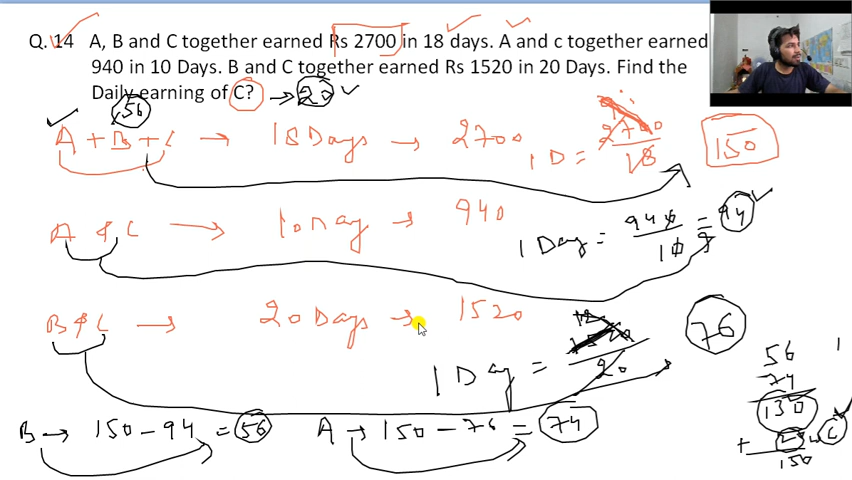 Q. 14 A, B and C together earned Rs 2700 in 18 days. A and c together earned
940 in 10 Days. B and C together earned Rs 1520 in 20 Days. Find the
Daily earning of C? → 20
56
A + B + C → 18 Days → 2700
1 D = 2700/18
150
A & C → 10 Day → 940
1 Day = 940/10 = 94
B & C → 20 Days → 1520
76
1 Day = 1520/20
B → 150 - 94 = 56
A → 150 - 76 = 74
56
74
130
+ 20 C
150